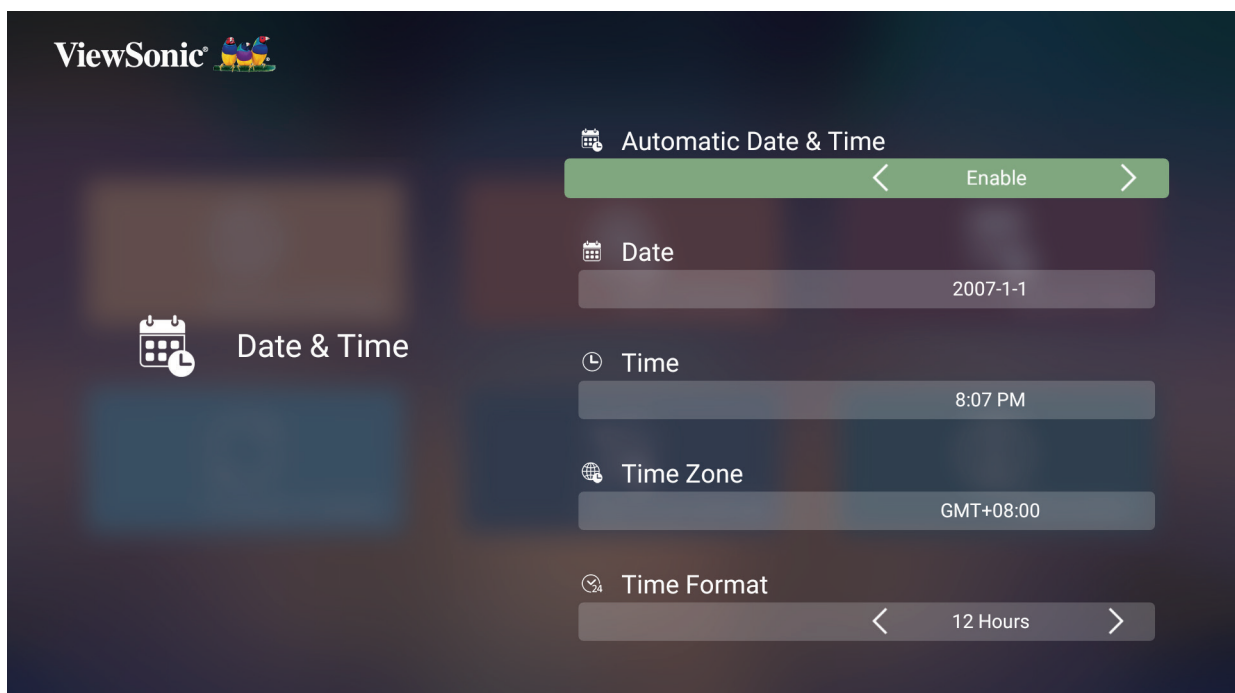 ViewSonic®
Automatic Date & Time
Enable
Date
2007-1-1
Date & Time
Time
8:07 PM
Time Zone
GMT+08:00
24
Time Format
12 Hours